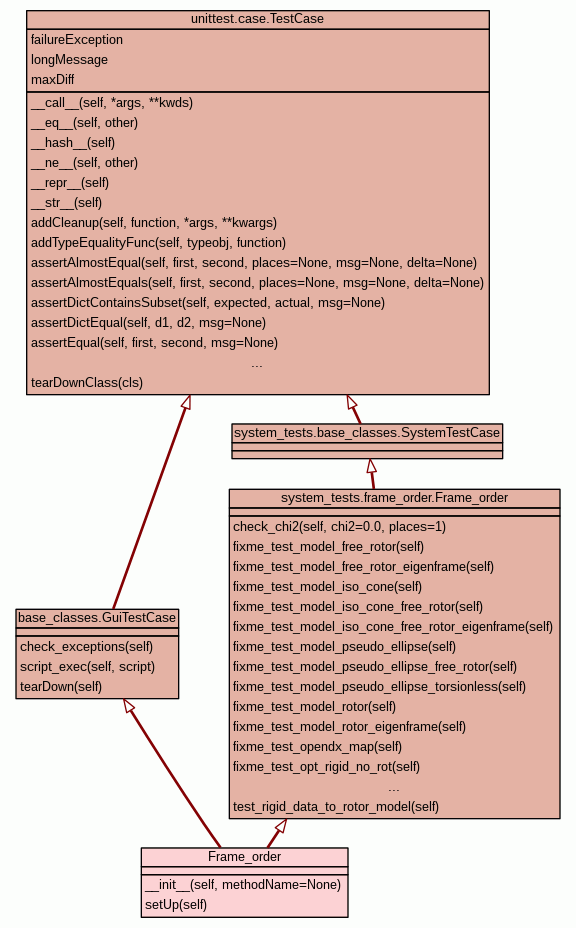 unittest.case.TestCase
failureException
longMessage
maxDiff
__call__(self, *args, **kwds)
__eq__(self, other)
__hash__(self)
__ne__(self, other)
__repr__(self)
__str__(self)
addCleanup(self, function, *args, **kwargs)
addTypeEqualityFunc(self, typeobj, function)
assertAlmostEqual(self, first, second, places=None, msg=None, delta=None)
assertAlmostEquals(self, first, second, places=None, msg=None, delta=None)
assertDictContainsSubset(self, expected, actual, msg=None)
assertDictEqual(self, d1, d2, msg=None)
assertEqual(self, first, second, msg=None)
...
tearDownClass(cls)
system_tests.base_classes.SystemTestCase
system_tests.frame_order.Frame_order
check_chi2(self, chi2=0.0, places=1)
fixme_test_model_free_rotor(self)
fixme_test_model_free_rotor_eigenframe(self)
fixme_test_model_iso_cone(self)
fixme_test_model_iso_cone_free_rotor(self)
fixme_test_model_iso_cone_free_rotor_eigenframe(self)
fixme_test_model_pseudo_ellipse(self)
fixme_test_model_pseudo_ellipse_free_rotor(self)
fixme_test_model_pseudo_ellipse_torsionless(self)
fixme_test_model_rotor(self)
fixme_test_model_rotor_eigenframe(self)
fixme_test_opendx_map(self)
fixme_test_opt_rigid_no_rot(self)
...
test_rigid_data_to_rotor_model(self)
base_classes.GuiTestCase
check_exceptions(self)
script_exec(self, script)
tearDown(self)
Frame_order
__init__(self, methodName=None)
setUp(self)